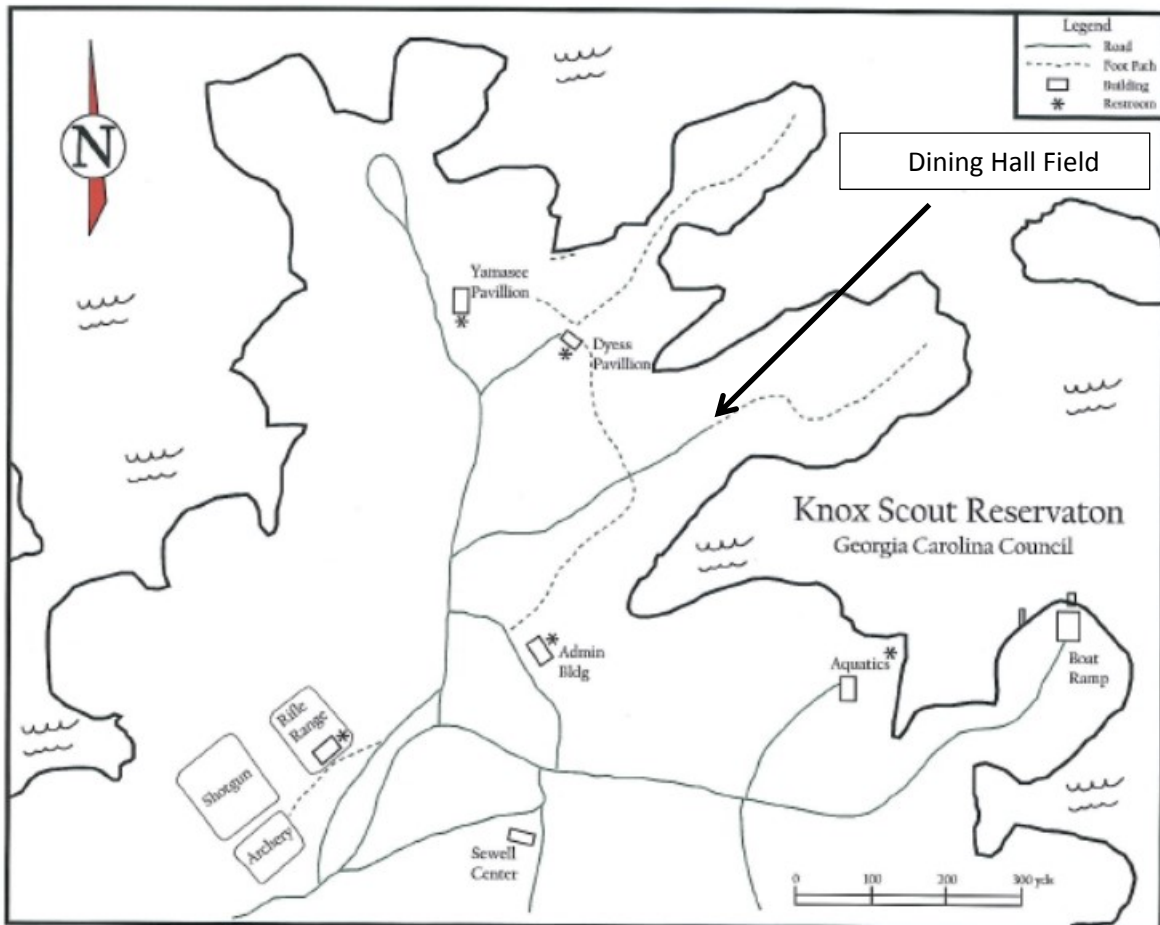 Legend
Road
Foot Path
Building
Restroom
N
Dining Hall Field
Yamasee
Pavillion
Dyess
Pavillion
Knox Scout Reservaton
Georgia Carolina Council
Admin
Bldg
Aquatics
Boat
Ramp
Rifle
Range
Shotgun
Archery
Sewell
Center
0 100 200 300 yds